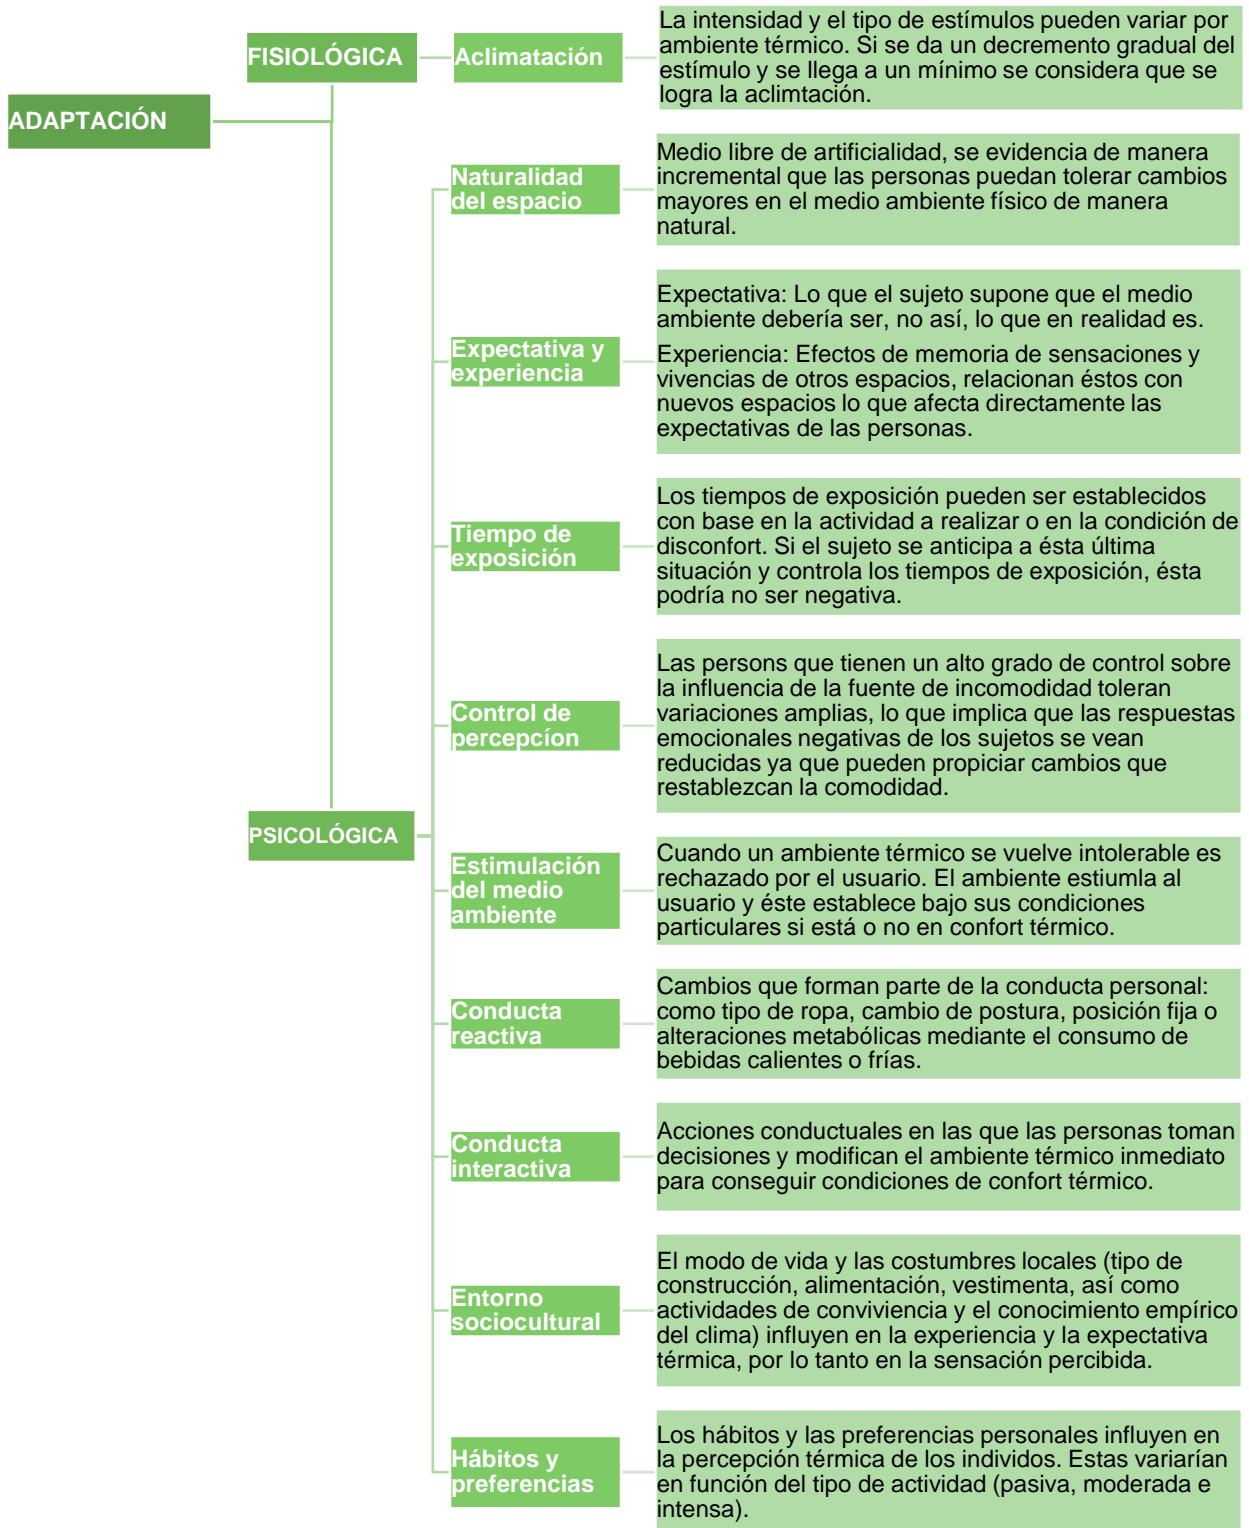 ADAPTACIÓN
FISIOLÓGICA
Aclimatación
La intensidad y el tipo de estímulos pueden variar por
ambiente térmico. Si se da un decremento gradual del
estímulo y se llega a un mínimo se considera que se
logra la aclimtación.
PSICOLÓGICA
Naturalidad
del espacio
Medio libre de artificialidad, se evidencia de manera
incremental que las personas puedan tolerar cambios
mayores en el medio ambiente físico de manera
natural.
Expectativa y
experiencia
Expectativa: Lo que el sujeto supone que el medio
ambiente debería ser, no así, lo que en realidad es.
Experiencia: Efectos de memoria de sensaciones y
vivencias de otros espacios, relacionan éstos con
nuevos espacios lo que afecta directamente las
expectativas de las personas.
Tiempo de
exposición
Los tiempos de exposición pueden ser establecidos
con base en la actividad a realizar o en la condición de
disconfort. Si el sujeto se anticipa a ésta última
situación y controla los tiempos de exposición, ésta
podría no ser negativa.
Control de
percepcíon
Las persons que tienen un alto grado de control sobre
la influencia de la fuente de incomodidad toleran
variaciones amplias, lo que implica que las respuestas
emocionales negativas de los sujetos se vean
reducidas ya que pueden propiciar cambios que
restablezcan la comodidad.
Estimulación
del medio
ambiente
Cuando un ambiente térmico se vuelve intolerable es
rechazado por el usuario. El ambiente estiumla al
usuario y éste establece bajo sus condiciones
particulares si está o no en confort térmico.
Conducta
reactiva
Cambios que forman parte de la conducta personal:
como tipo de ropa, cambio de postura, posición fija o
alteraciones metabólicas mediante el consumo de
bebidas calientes o frías.
Conducta
interactiva
Acciones conductuales en las que las personas toman
decisiones y modifican el ambiente térmico inmediato
para conseguir condiciones de confort térmico.
Entorno
sociocultural
El modo de vida y las costumbres locales (tipo de
construcción, alimentación, vestimenta, así como
actividades de conviviencia y el conocimiento empírico
del clima) influyen en la experiencia y la expectativa
térmica, por lo tanto en la sensación percibida.
Hábitos y
preferencias
Los hábitos y las preferencias personales influyen en
la percepción térmica de los individos. Estas variarían
en función del tipo de actividad (pasiva, moderada e
intensa).